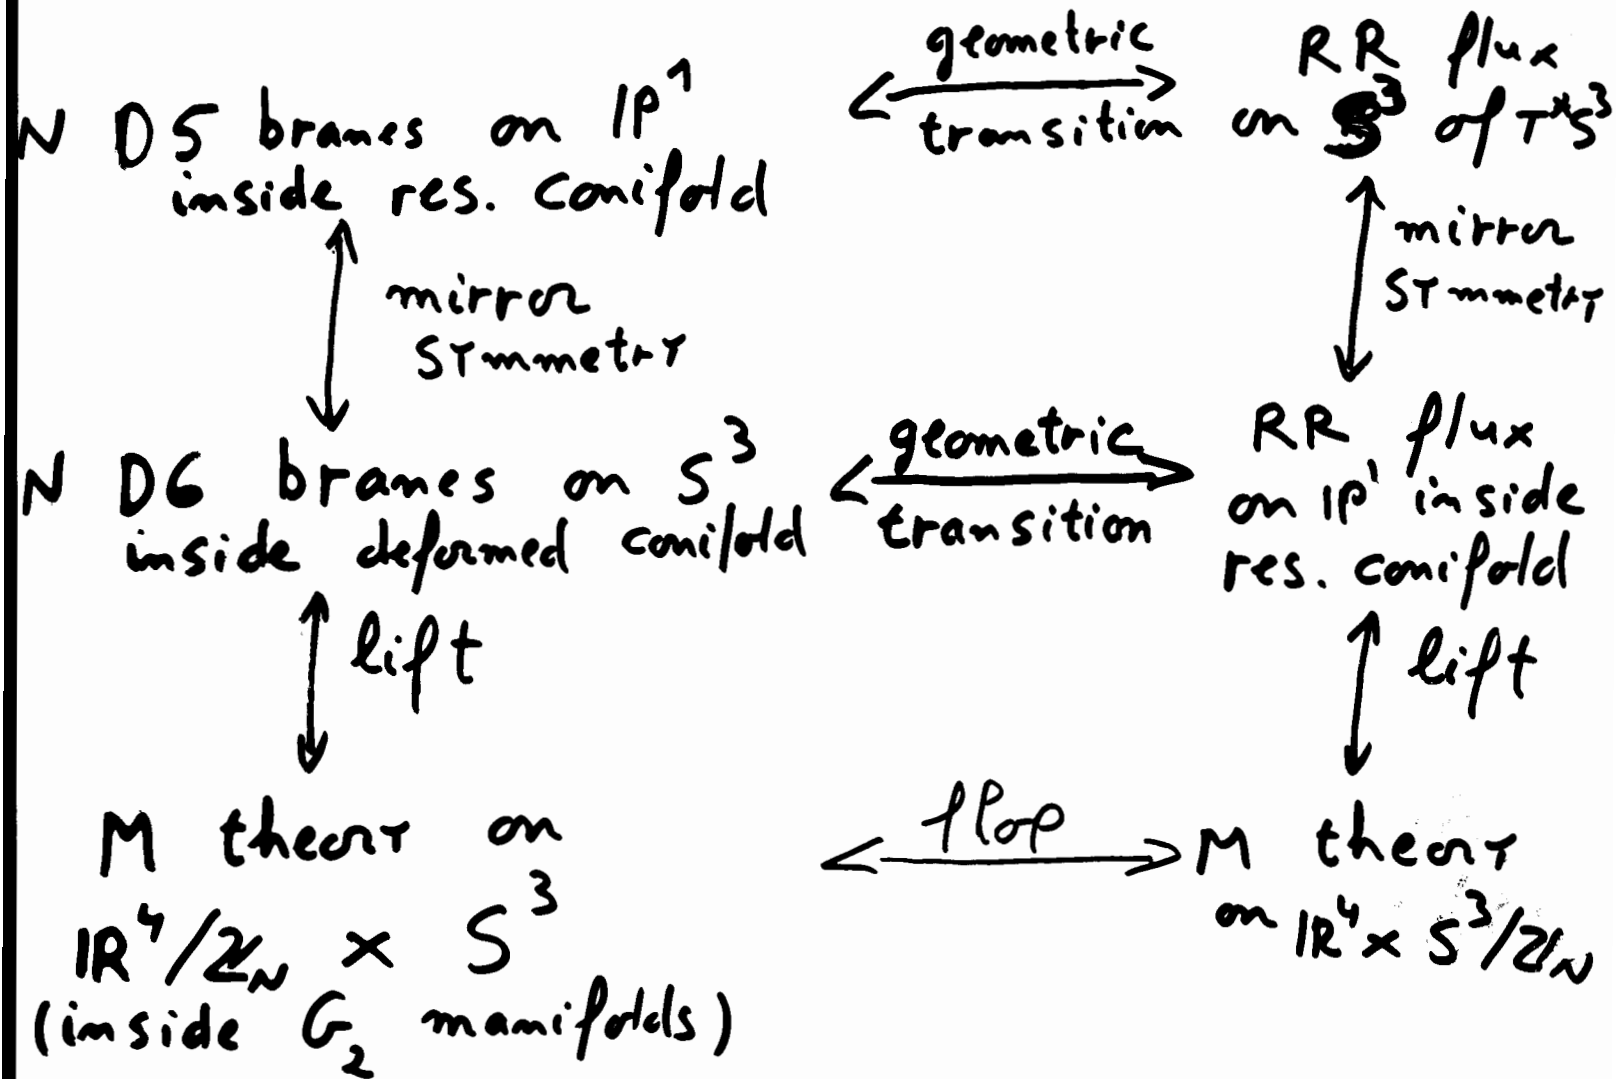 N D5 branes on IP¹
inside res. conifold
geometric
transition
RR flux
on S³ of T*S³
mirror
symmetry
mirror
symmetry
N D6 branes on S³
inside deformed conifold
geometric
transition
RR flux
on IP¹ inside
res. conifold
lift
lift
M theory on
IR⁴/ℤ_N × S³
(inside G₂ manifolds)
flop
M theory
on IR⁴× S³/ℤ_N